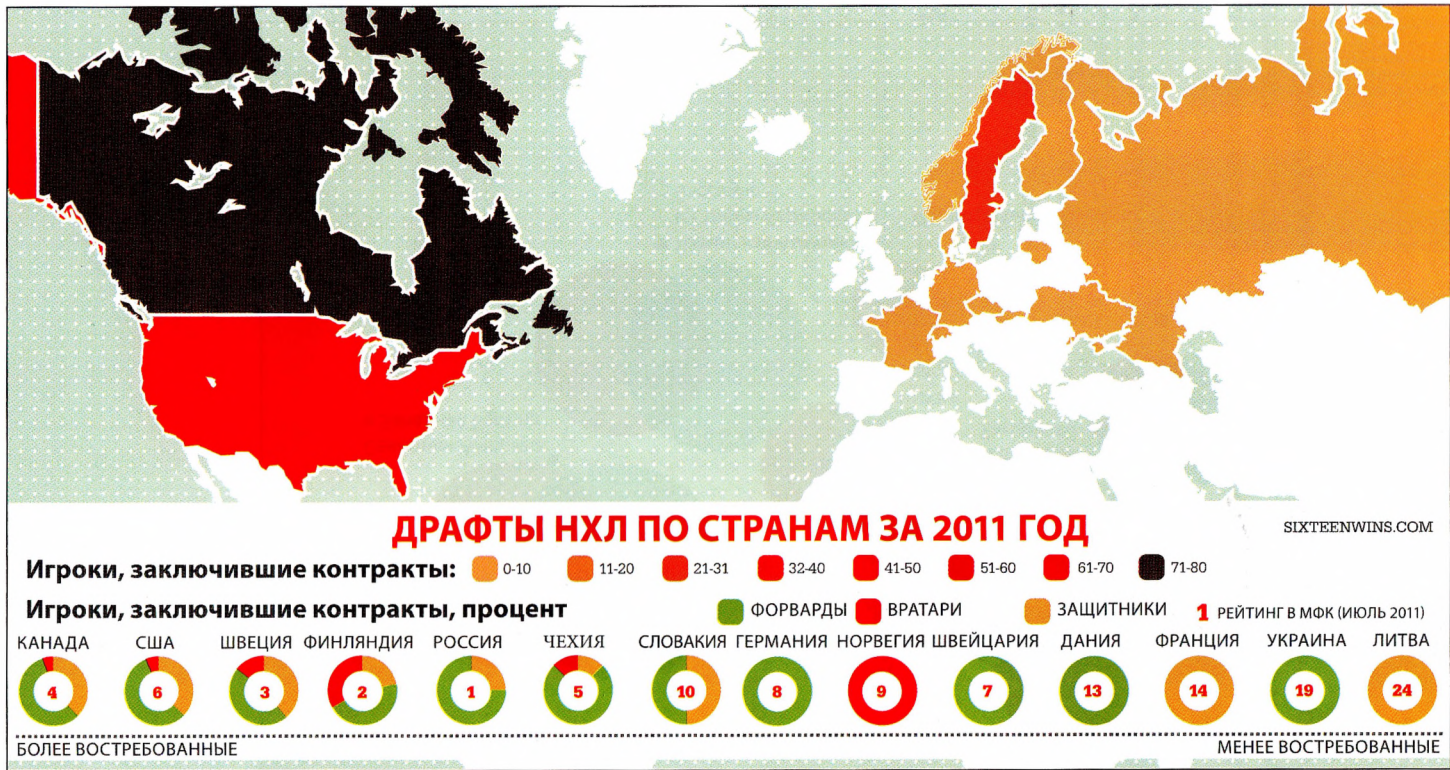 ДРАФТЫ НХЛ ПО СТРАНАМ ЗА 2011 ГОД
SIXTEENWINS.COM
Игроки, заключившие контракты: 0-10 11-20 21-31 32-40 41-50 51-60 61-70 71-80
Игроки, заключившие контракты, процент ФОРВАРДЫ ВРАТАРИ ЗАЩИТНИКИ 1 РЕЙТИНГ В МФК (ИЮЛЬ 2011)
КАНАДА США ШВЕЦИЯ ФИНЛЯНДИЯ РОССИЯ ЧЕХИЯ СЛОВАКИЯ ГЕРМАНИЯ НОРВЕГИЯ ШВЕЙЦАРИЯ ДАНИЯ ФРАНЦИЯ УКРАИНА ЛИТВА
4 6 3 2 1 5 10 8 9 7 13 14 19 24
БОЛЕЕ ВОСТРЕБОВАННЫЕ МЕНЕЕ ВОСТРЕБОВАННЫЕ